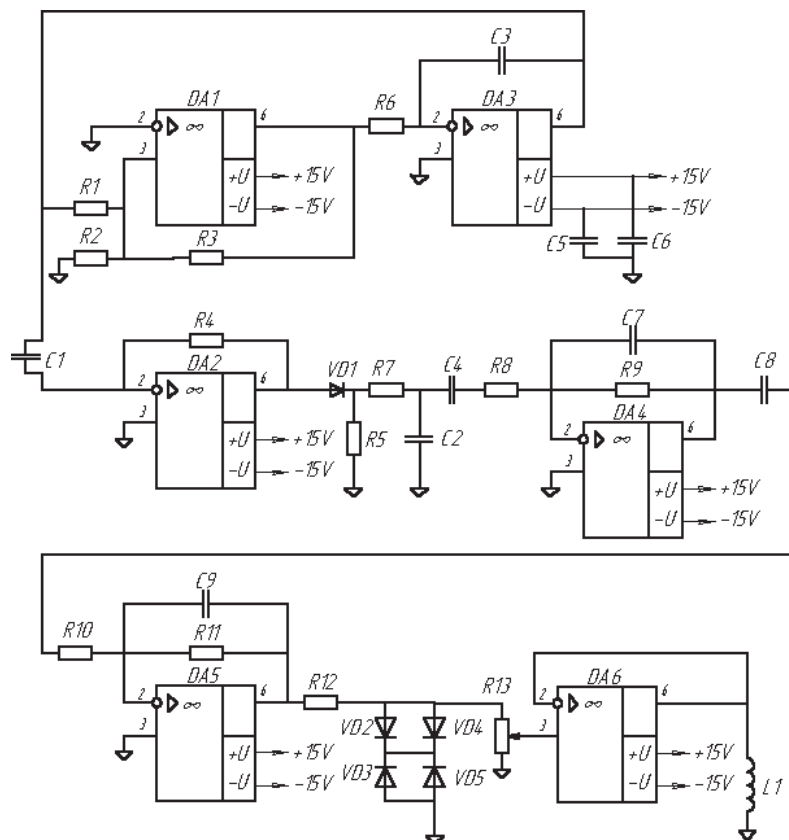 C3
DA1 DA3
R6
2 ∞ 6 2 ∞ 6
3 3
+U +15V +U +15V
-U -15V -U -15V
R1
R2 R3 C5 C6
R4 C7
C1 DA2 VD1 R7 C4 R8 R9 C8
2 ∞ 6 DA4
3 R5 C2 2 ∞ 6
+U +15V 3
-U -15V +U +15V
-U -15V
C9
R10 R11
DA5 R12 R13 DA6
2 ∞ 6 2 ∞ 6
3 VD2 VD4 3
+U +15V +U +15V
-U -15V VD3 VD5 -U -15V L1